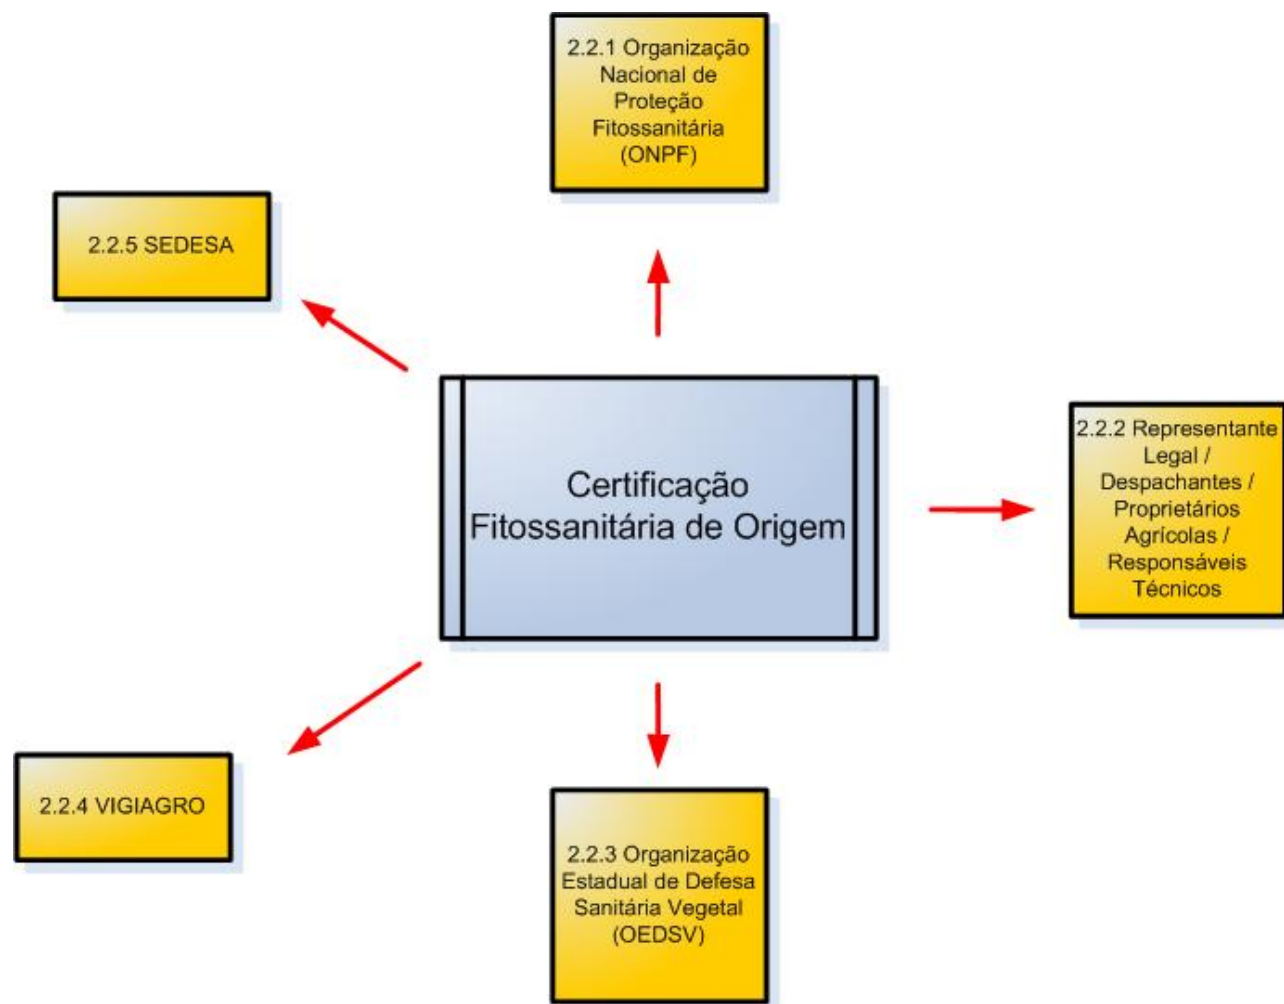 2.2.1 Organização
Nacional de
Proteção
Fitossanitária
(ONPF)
2.2.5 SEDESA
Certificação
Fitossanitária de Origem
2.2.2 Representante
Legal /
Despachantes /
Proprietários
Agrícolas /
Responsáveis
Técnicos
2.2.4 VIGIAGRO
2.2.3 Organização
Estadual de Defesa
Sanitária Vegetal
(OEDSV)